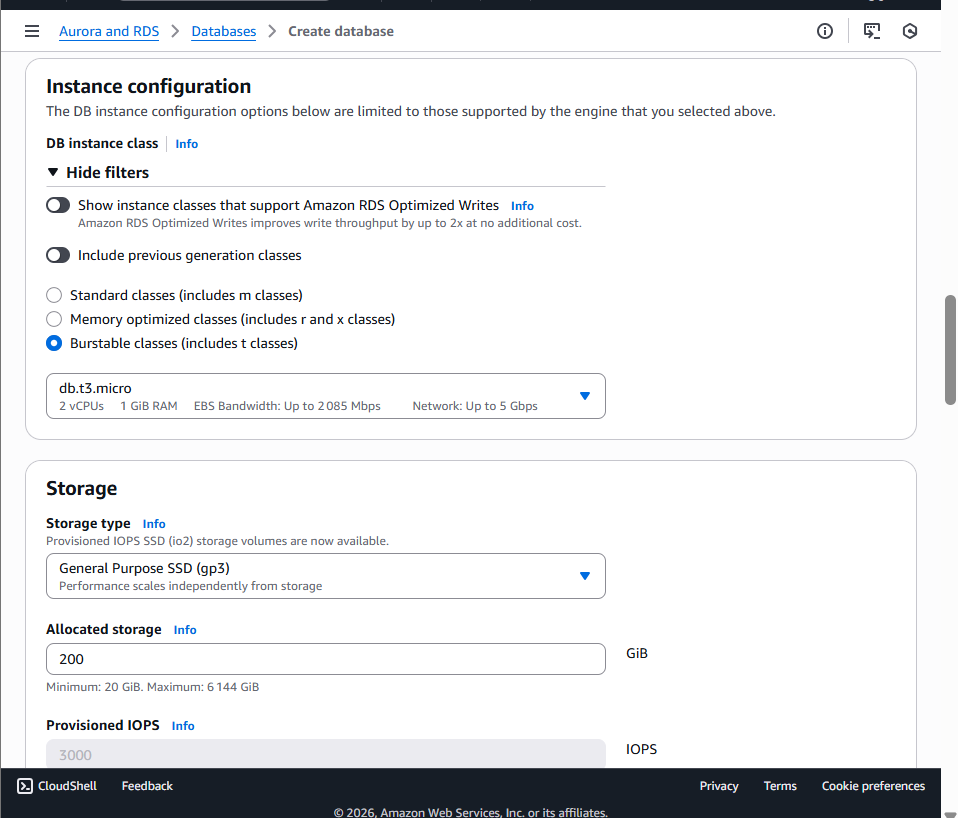 Aurora and RDS > Databases > Create database
Instance configuration
The DB instance configuration options below are limited to those supported by the engine that you selected above.
DB instance class Info
Hide filters
Show instance classes that support Amazon RDS Optimized Writes Info
Amazon RDS Optimized Writes improves write throughput by up to 2x at no additional cost.
Include previous generation classes
Standard classes (includes m classes)
Memory optimized classes (includes r and x classes)
Burstable classes (includes t classes)
db.t3.micro
2 vCPUs 1 GiB RAM EBS Bandwidth: Up to 2 085 Mbps Network: Up to 5 Gbps
Storage
Storage type Info
Provisioned IOPS SSD (io2) storage volumes are now available.
General Purpose SSD (gp3)
Performance scales independently from storage
Allocated storage Info
200 GiB
Minimum: 20 GiB. Maximum: 6 144 GiB
Provisioned IOPS Info
3000 IOPS
CloudShell Feedback Privacy Terms Cookie preferences
© 2026, Amazon Web Services, Inc. or its affiliates.